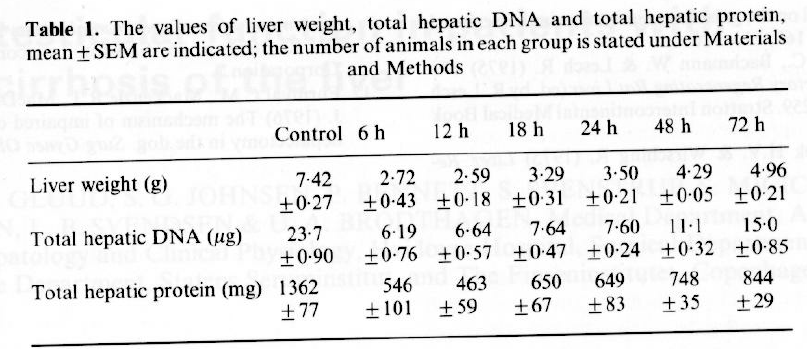 Table 1. The values of liver weight, total hepatic DNA and total hepatic protein,
mean ± SEM are indicated; the number of animals in each group is stated under Materials
and Methods
Control 6 h 12 h 18 h 24 h 48 h 72 h
Liver weight (g) 7·42 2·72 2·59 3·29 3·50 4·29 4·96
±0·27 ±0·43 ±0·18 ±0·31 ±0·21 ±0·05 ±0·21
Total hepatic DNA (μg) 23·7 6·19 6·64 7·64 7·60 11·1 15·0
±0·90 ±0·76 ±0·57 ±0·47 ±0·24 ±0·32 ±0·85
Total hepatic protein (mg) 1362 546 463 650 649 748 844
±77 ±101 ±59 ±67 ±83 ±35 ±29